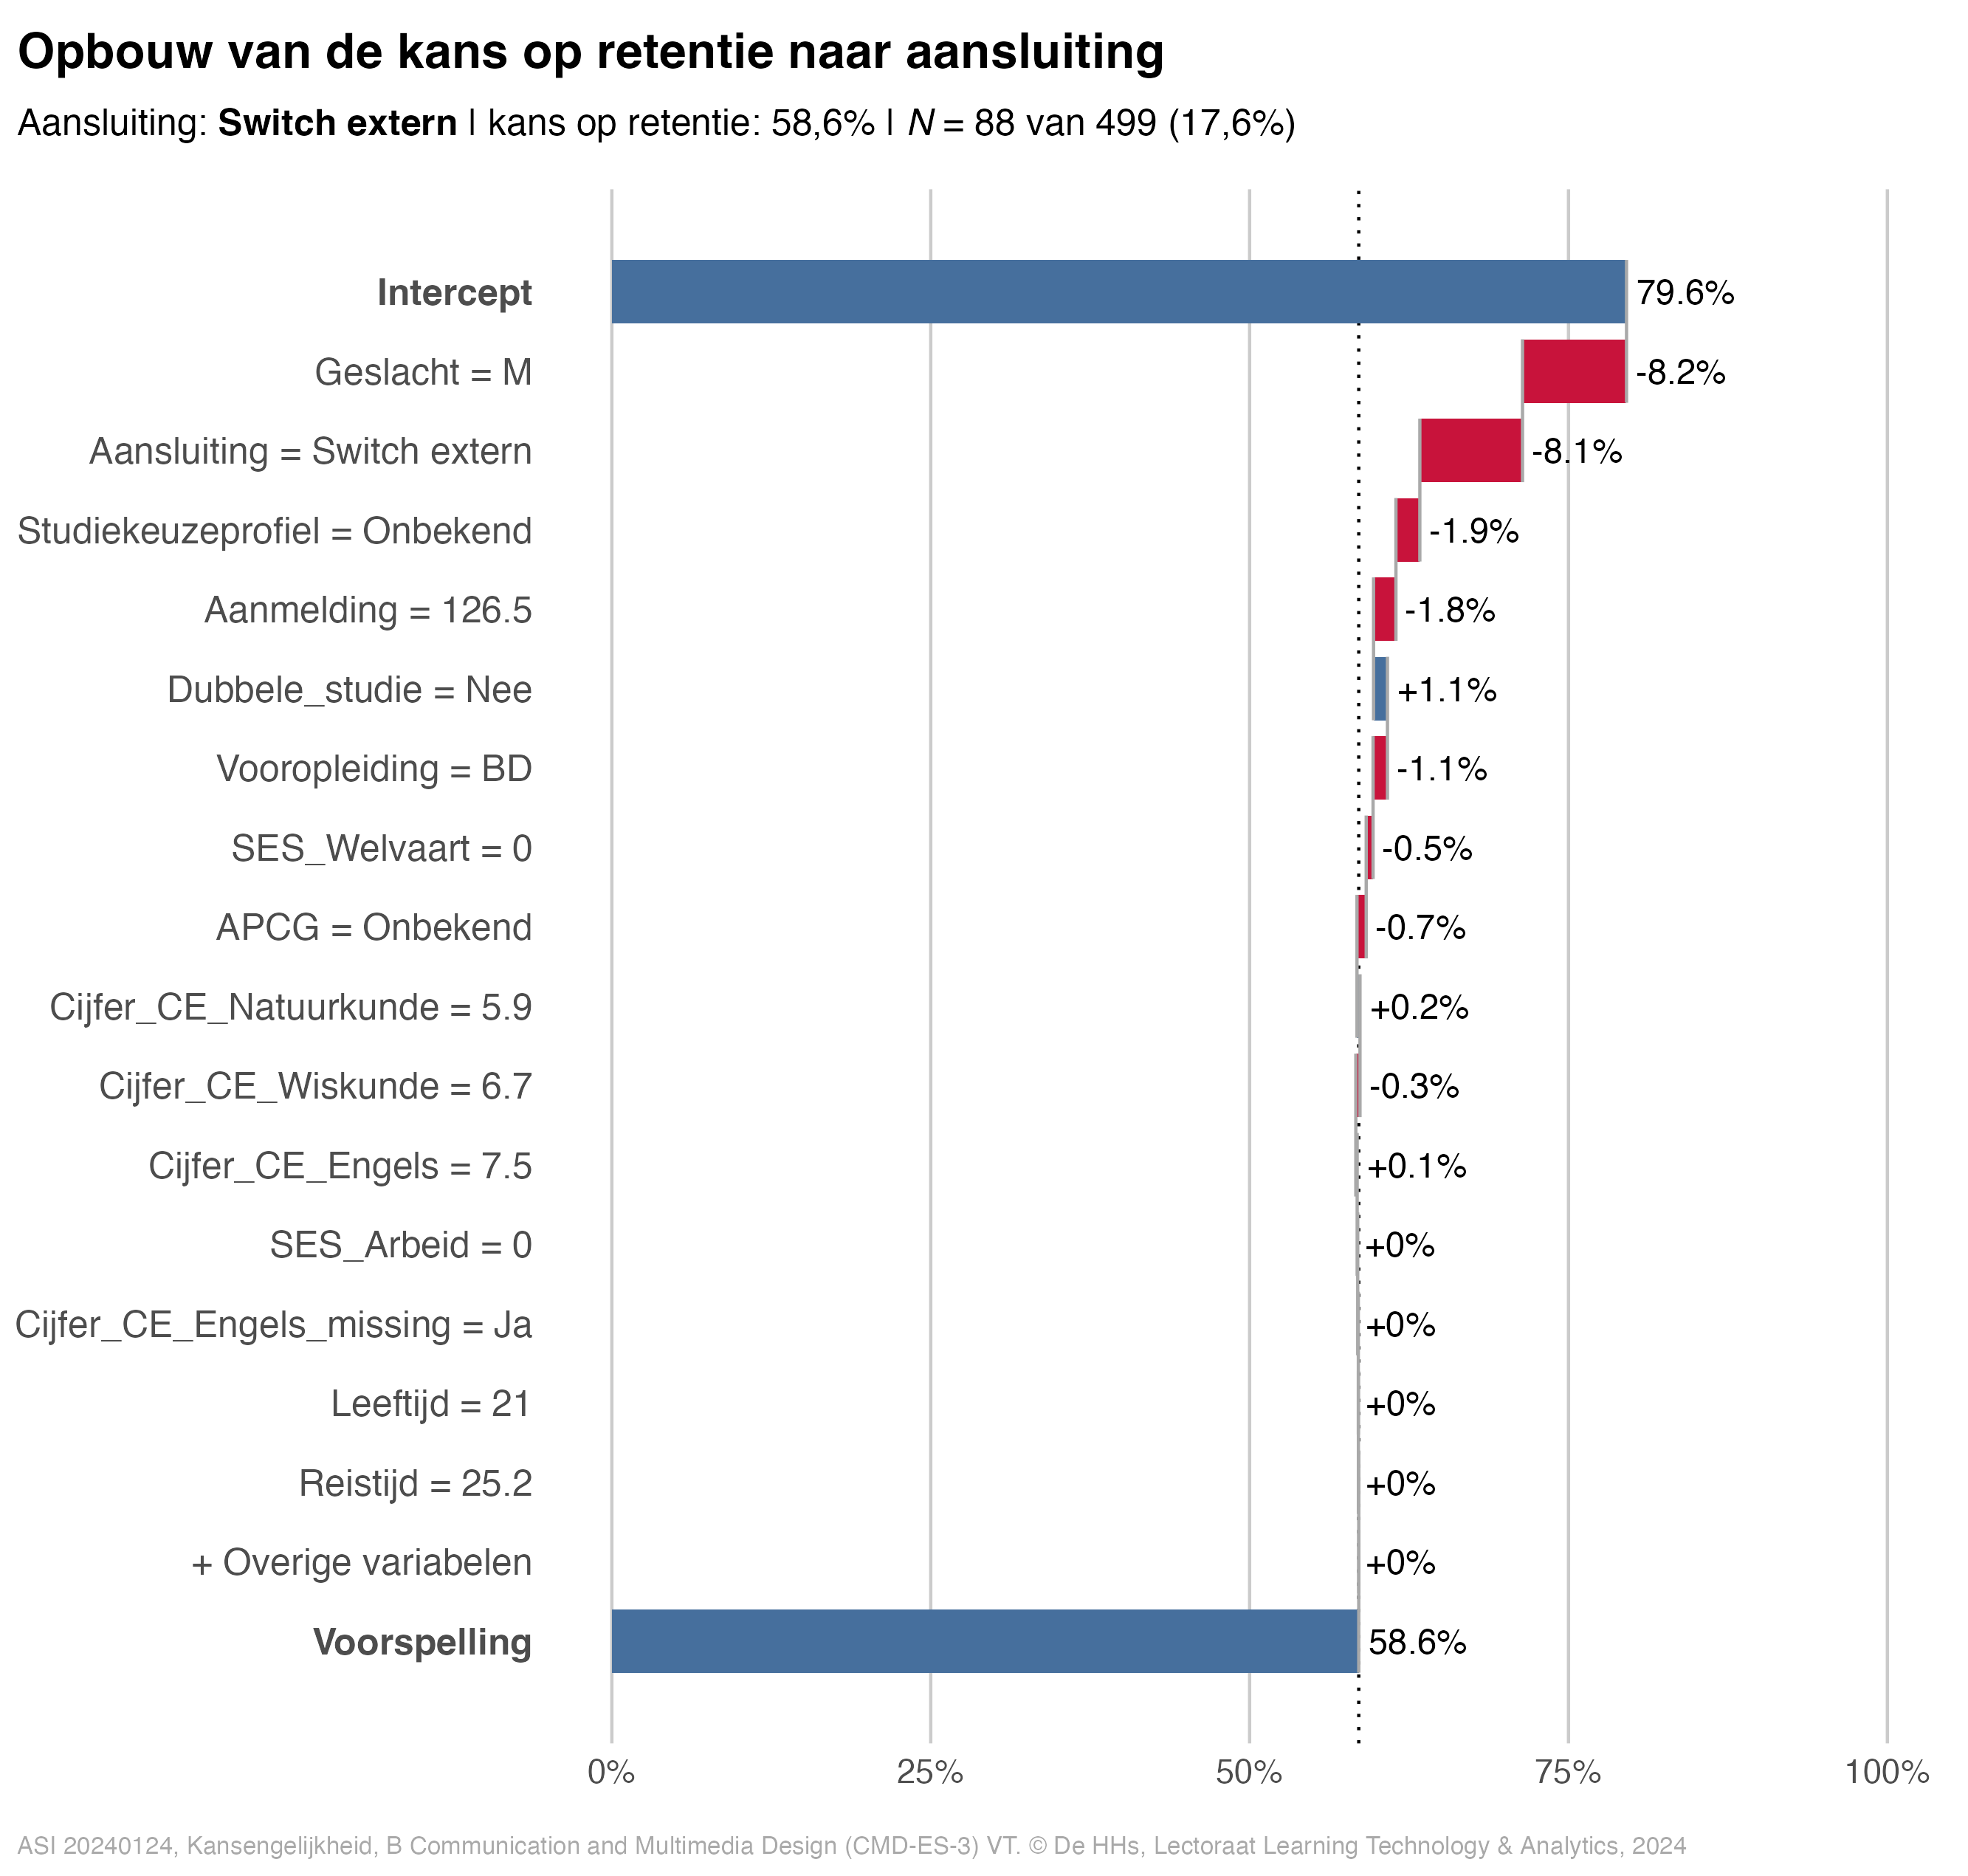 Opbouw van de kans op retentie naar aansluiting
Aansluiting: Switch extern | kans op retentie: 58,6% | N = 88 van 499 (17,6%)
Intercept 79.6%
Geslacht = M -8.2%
Aansluiting = Switch extern -8.1%
Studiekeuzeprofiel = Onbekend -1.9%
Aanmelding = 126.5 -1.8%
Dubbele_studie = Nee +1.1%
Vooropleiding = BD -1.1%
SES_Welvaart = 0 -0.5%
APCG = Onbekend -0.7%
Cijfer_CE_Natuurkunde = 5.9 +0.2%
Cijfer_CE_Wiskunde = 6.7 -0.3%
Cijfer_CE_Engels = 7.5 +0.1%
SES_Arbeid = 0 +0%
Cijfer_CE_Engels_missing = Ja +0%
Leeftijd = 21 +0%
Reistijd = 25.2 +0%
+ Overige variabelen +0%
Voorspelling 58.6%
0% 25% 50% 75% 100%
ASI 20240124, Kansengelijkheid, B Communication and Multimedia Design (CMD-ES-3) VT. © De HHs, Lectoraat Learning Technology & Analytics, 2024